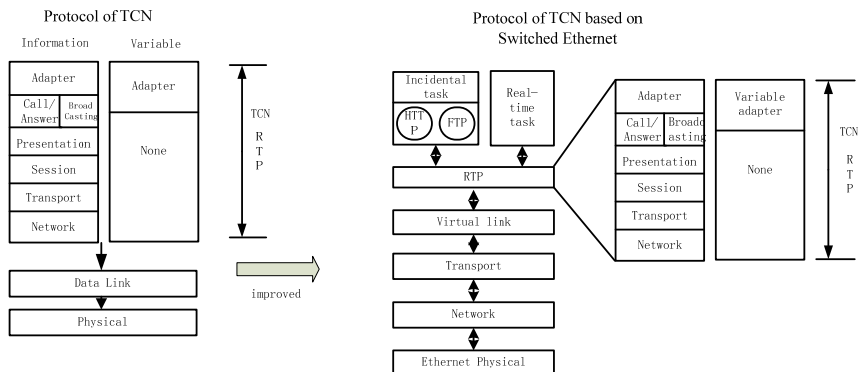 Protocol of TCN
Information Variable
Adapter
Call/
Answer
Broad
Casting
Presentation
Session
Transport
Network
Adapter
None
TCN
R
T
P
Data Link
Physical
improved
Protocol of TCN based on
Switched Ethernet
Incidental
task
HTT
P
FTP
Real-
time
task
RTP
Virtual link
Transport
Network
Ethernet Physical
Adapter
Call/
Answer
Broadc
asting
Presentation
Session
Transport
Network
Variable
adapter
None
TCN
R
T
P